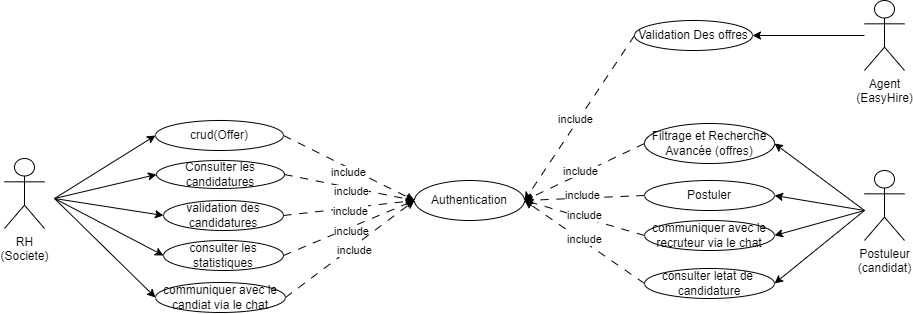 Validation Des offres
Agent
(EasyHire)
include
crud(Offer)
Consulter les
candidatures
validation des
candidatures
consulter les
statistiques
communiquer avec le
candiat via le chat
RH
(Societe)
include
include
include
include
Authentication
include
include
include
include
Filtrage et Recherche
Avancée (offres)
Postuler
communiquer avec le
recruteur via le chat
consulter letat de
candidature
Postuleur
(candidat)